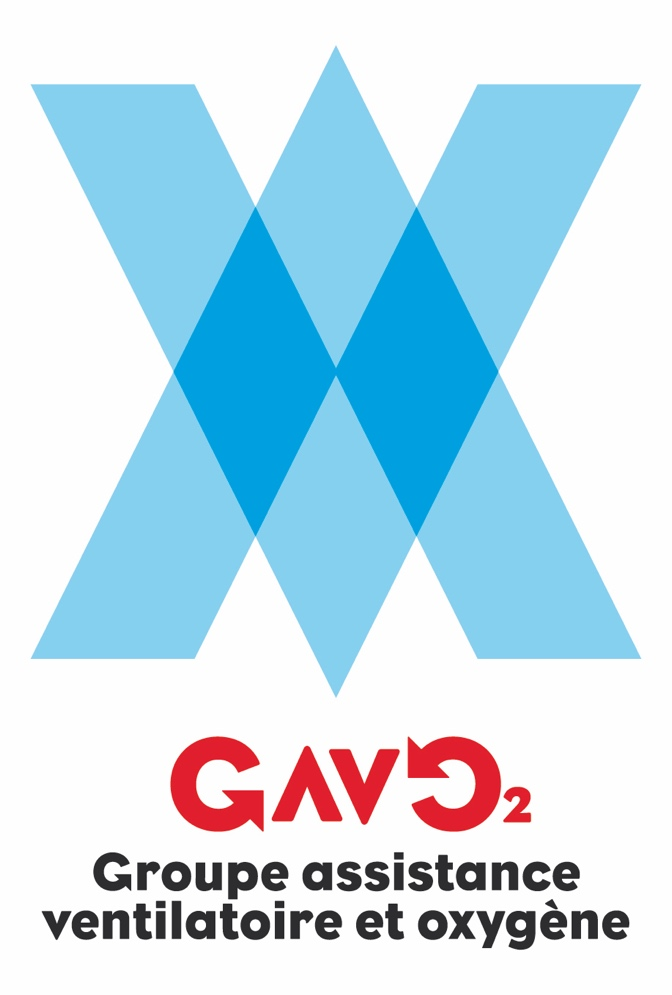 GAVO₂
Groupe assistance
ventilatoire et oxygène